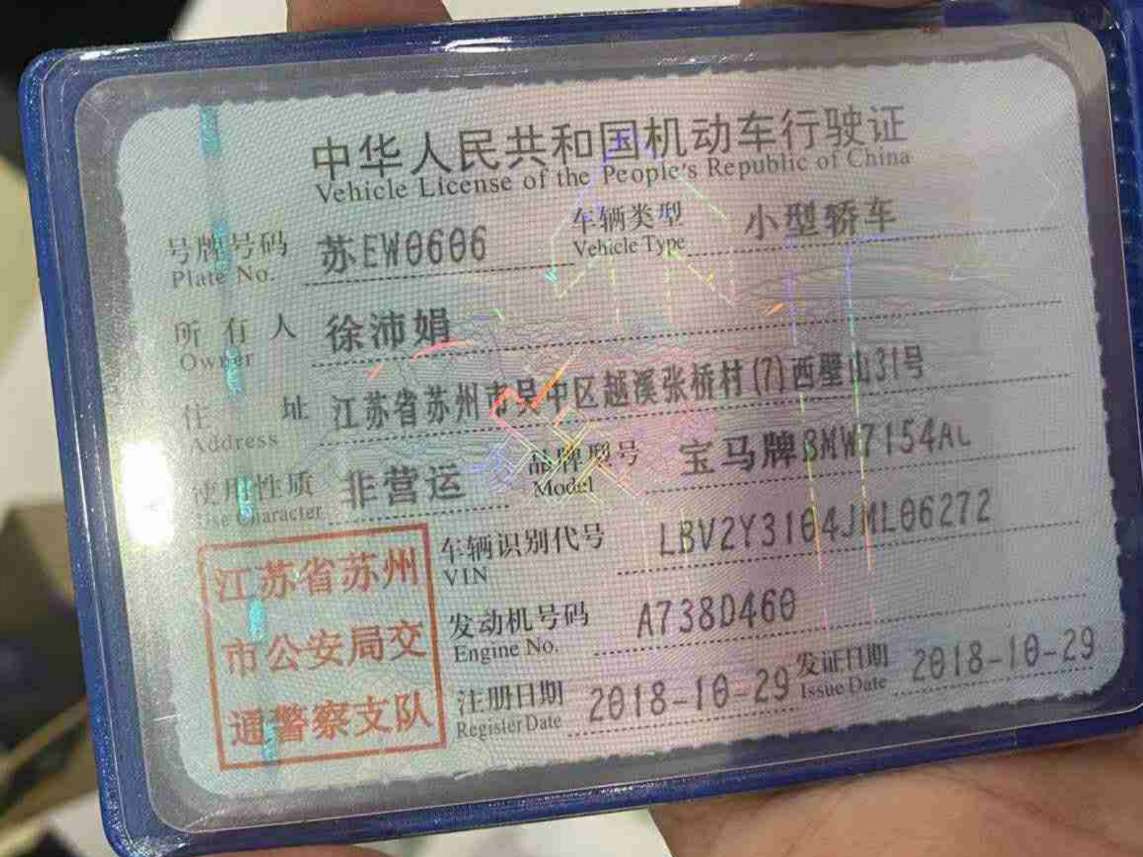 中华人民共和国机动车行驶证
Vehicle License of the People's Republic of China
号牌号码 苏EW0606 车辆类型 小型轿车
Plate No. Vehicle Type
所有人 徐沛娟
Owner
住址 江苏省苏州市吴中区越溪张桥村(7)西壁山31号
Address
使用性质 非营运 品牌型号 宝马牌BMW7154AL
Use Character Model
江苏省苏州
市公安局交
通警察支队
车辆识别代号 LBV2Y3104JML06272
VIN
发动机号码 A738D460
Engine No.
注册日期 2018-10-29 发证日期 2018-10-29
Register Date Issue Date